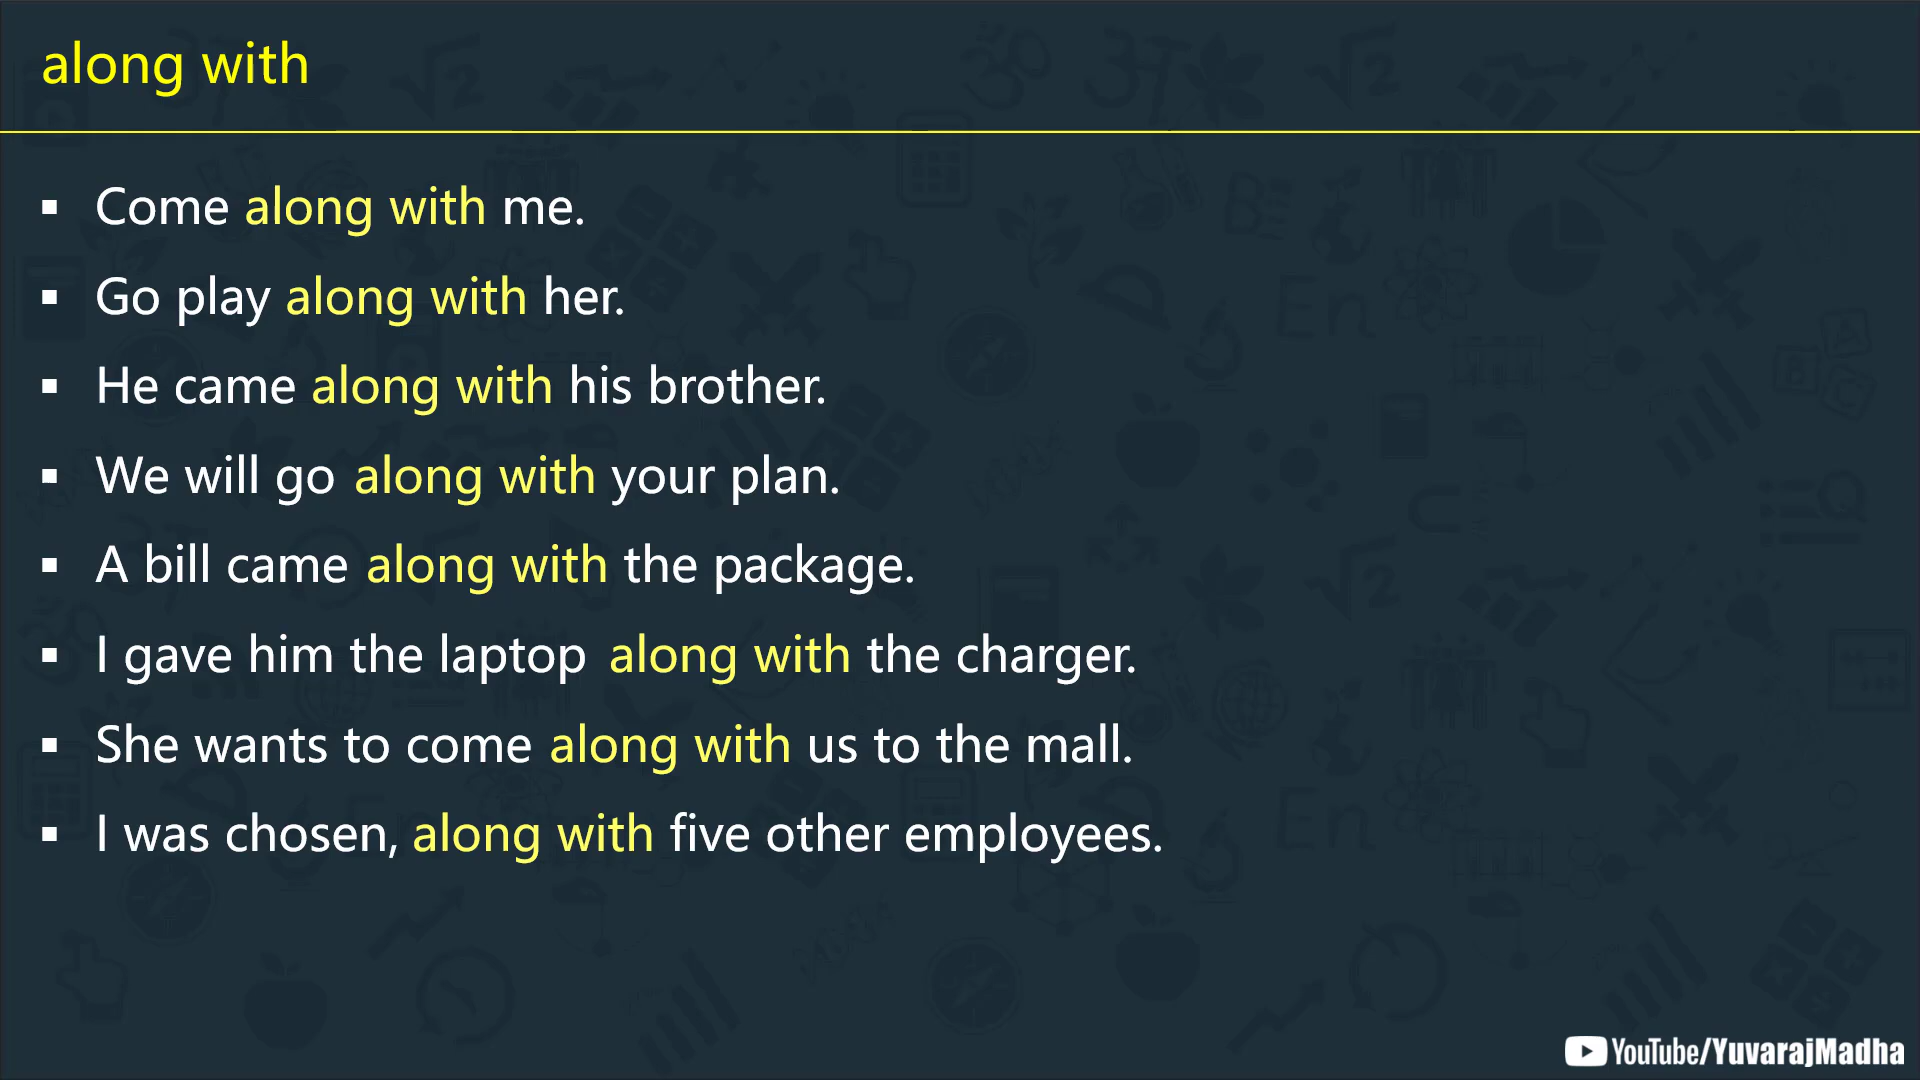 along with
▪ Come along with me.
▪ Go play along with her.
▪ He came along with his brother.
▪ We will go along with your plan.
▪ A bill came along with the package.
▪ I gave him the laptop along with the charger.
▪ She wants to come along with us to the mall.
▪ I was chosen, along with five other employees.
YouTube/YuvarajMadha